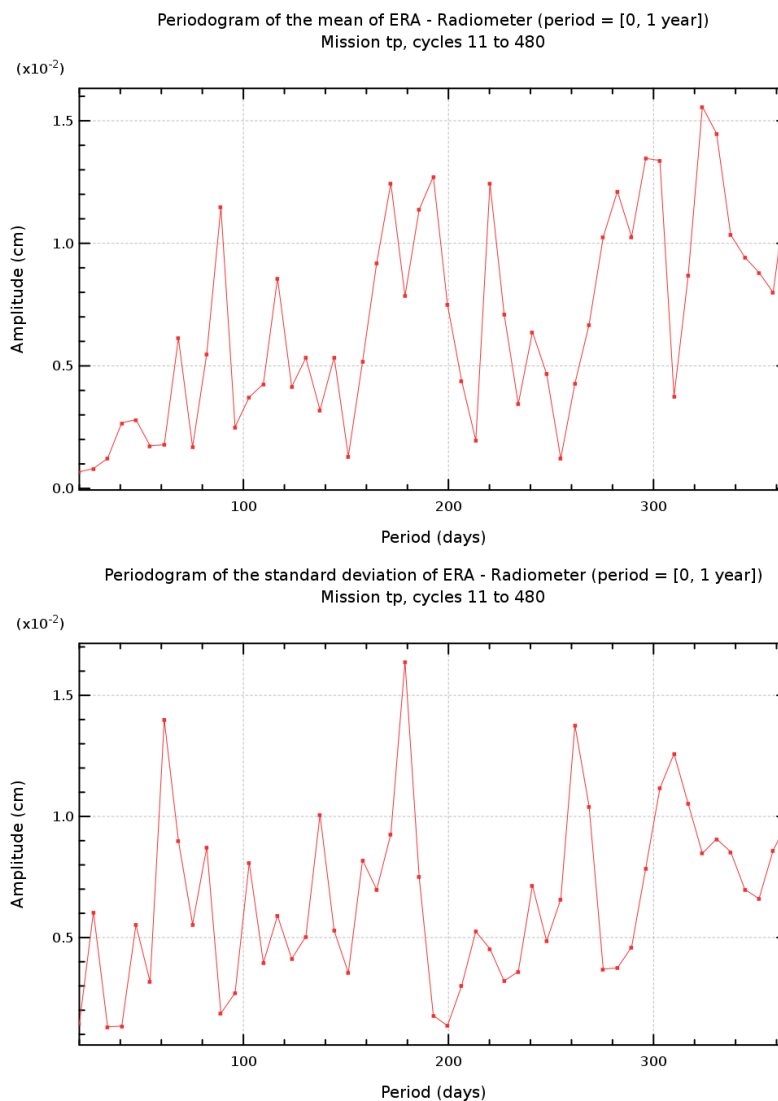 Periodogram of the mean of ERA - Radiometer (period = [0, 1 year])
Mission tp, cycles 11 to 480
(x10⁻²)
1.5
1.0
0.5
0.0
Amplitude (cm)
100 200 300
Period (days)
Periodogram of the standard deviation of ERA - Radiometer (period = [0, 1 year])
Mission tp, cycles 11 to 480
(x10⁻²)
1.5
1.0
0.5
Amplitude (cm)
100 200 300
Period (days)